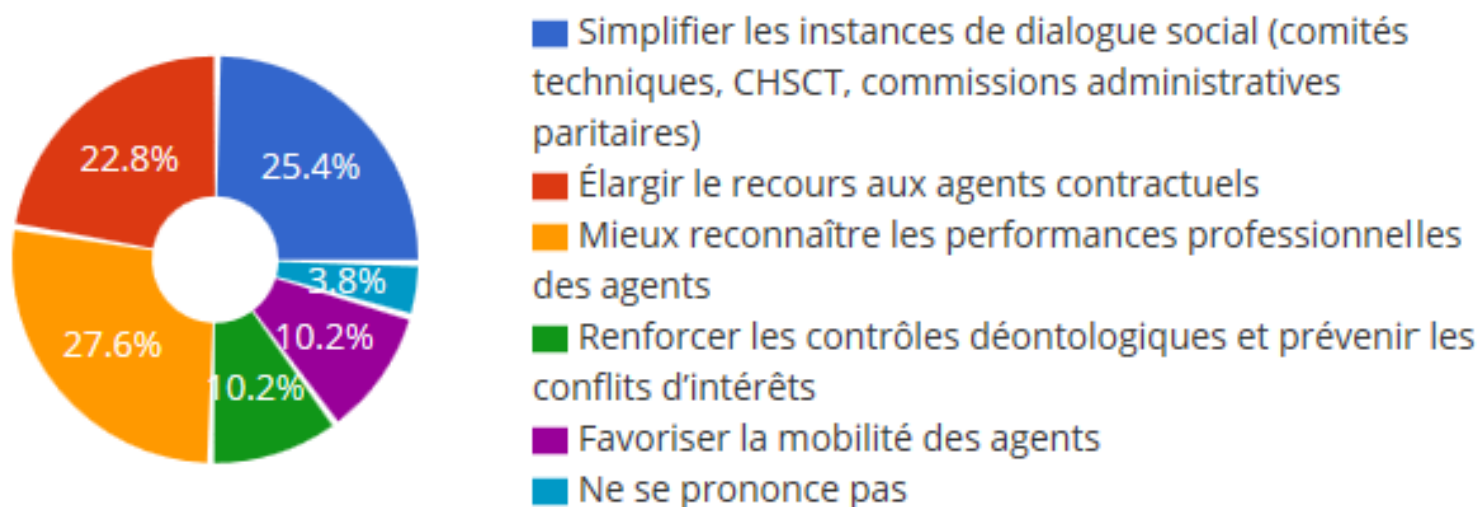 Simplifier les instances de dialogue social (comités
techniques, CHSCT, commissions administratives
paritaires)
Élargir le recours aux agents contractuels
Mieux reconnaître les performances professionnelles
des agents
Renforcer les contrôles déontologiques et prévenir les
conflits d’intérêts
Favoriser la mobilité des agents
Ne se prononce pas
22.8%
25.4%
3.8%
10.2%
27.6%
10.2%